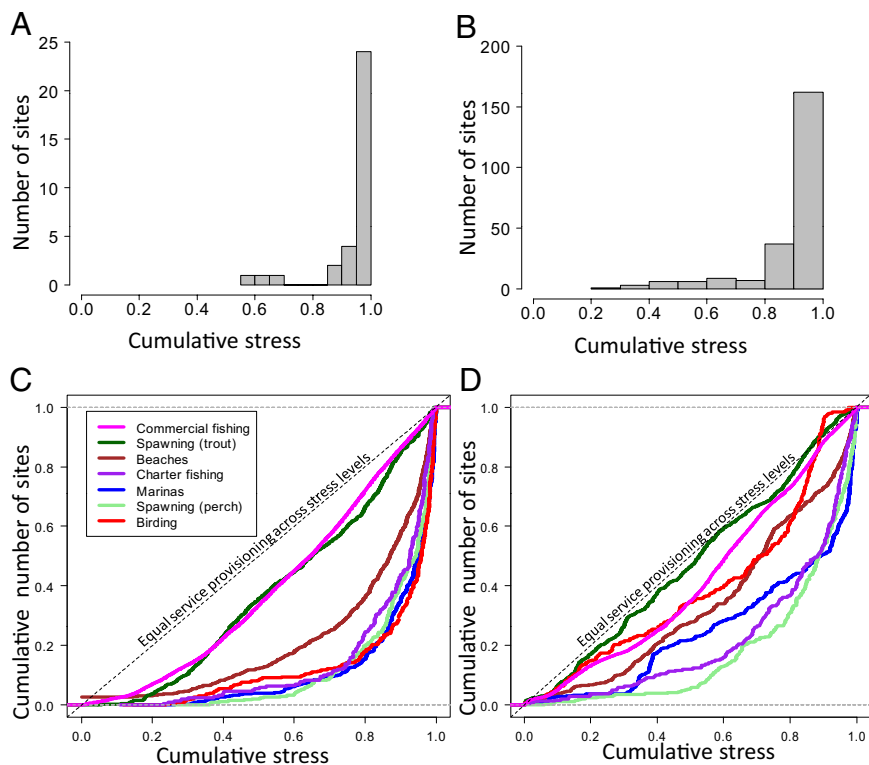 A
25
20
15
10
5
0
Number of sites
0.0 0.2 0.4 0.6 0.8 1.0
Cumulative stress
B
200
150
100
50
0
Number of sites
0.0 0.2 0.4 0.6 0.8 1.0
Cumulative stress
C
1.0
0.8
0.6
0.4
0.2
0.0
Cumulative number of sites
Commercial fishing
Spawning (trout)
Beaches
Charter fishing
Marinas
Spawning (perch)
Birding
Equal service provisioning across stress levels
0.0 0.2 0.4 0.6 0.8 1.0
Cumulative stress
D
1.0
0.8
0.6
0.4
0.2
0.0
Cumulative number of sites
Equal service provisioning across stress levels
0.0 0.2 0.4 0.6 0.8 1.0
Cumulative stress